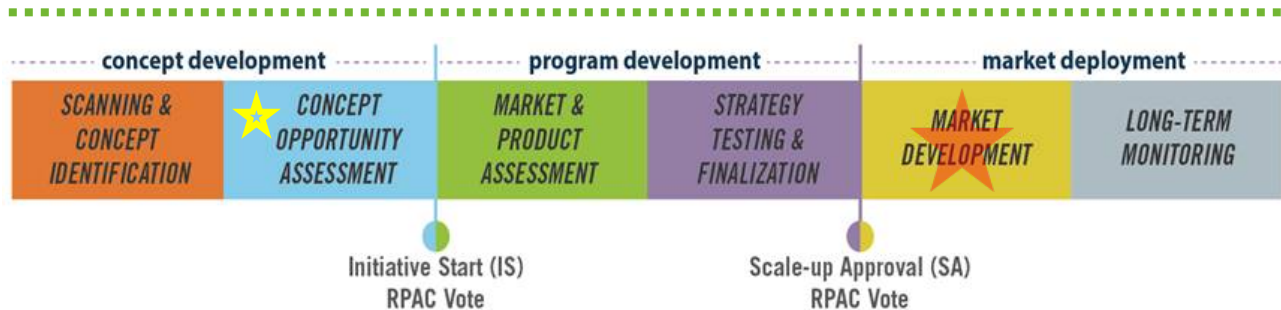 concept development
program development
market deployment
SCANNING &
CONCEPT
IDENTIFICATION
CONCEPT
OPPORTUNITY
ASSESSMENT
MARKET &
PRODUCT
ASSESSMENT
STRATEGY
TESTING &
FINALIZATION
MARKET
DEVELOPMENT
LONG-TERM
MONITORING
Initiative Start (IS)
RPAC Vote
Scale-up Approval (SA)
RPAC Vote